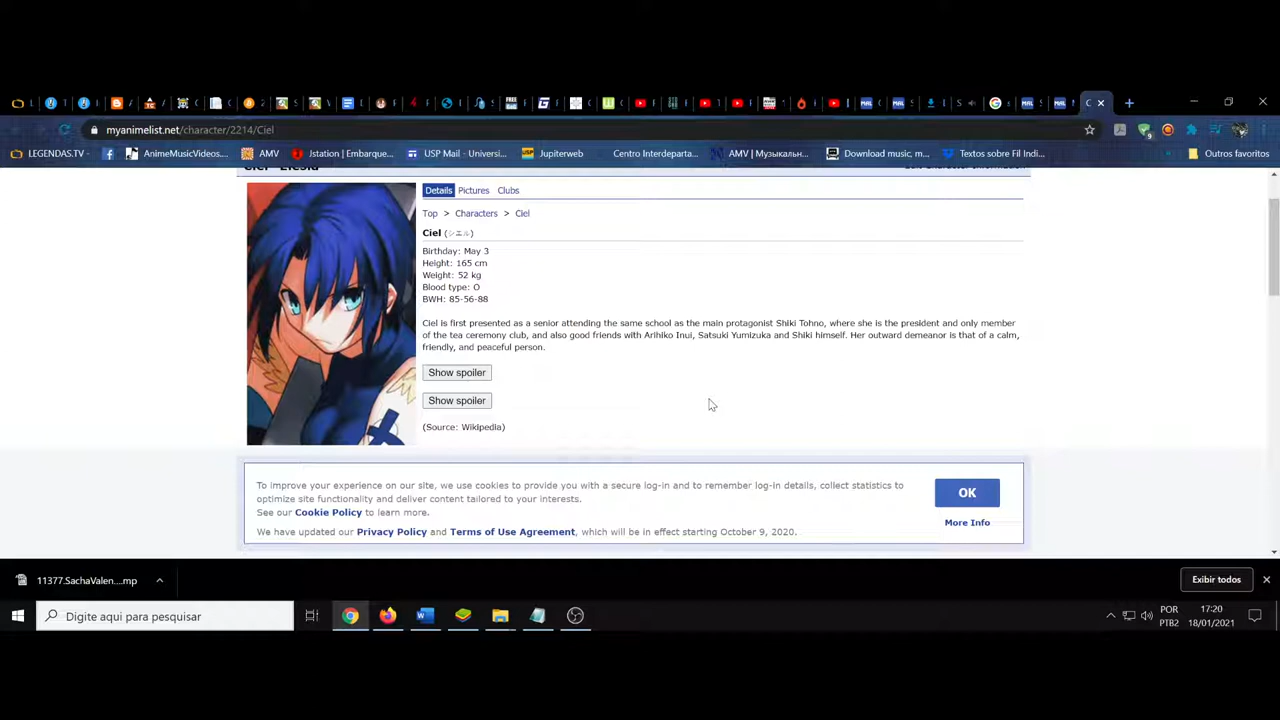 myanimelist.net/character/2214/Ciel
LEGENDAS.TV -
AnimeMusicVideos...
AMV
Jstation | Embarque...
USP Mail - Universi...
Jupiterweb
Centro Interdeparta...
AMV | Музыкальн...
Download music, m...
Textos sobre Fil Indi...
Outros favoritos
Details Pictures Clubs
Top > Characters > Ciel
Ciel (シエル)
Birthday: May 3
Height: 165 cm
Weight: 52 kg
Blood type: O
BWH: 85-56-88
Ciel is first presented as a senior attending the same school as the main protagonist Shiki Tohno, where she is the president and only member
of the tea ceremony club, and also good friends with Arihiko Inui, Satsuki Yumizuka and Shiki himself. Her outward demeanor is that of a calm,
friendly, and peaceful person.
Show spoiler
Show spoiler
(Source: Wikipedia)
To improve your experience on our site, we use cookies to provide you with a secure log-in and to remember log-in details, collect statistics to
optimize site functionality and deliver content tailored to your interests.
See our Cookie Policy to learn more.
We have updated our Privacy Policy and Terms of Use Agreement, which will be in effect starting October 9, 2020.
OK
More Info
11377.SachaValen....mp
Exibir todos
Digite aqui para pesquisar
POR
PTB2
17:20
18/01/2021